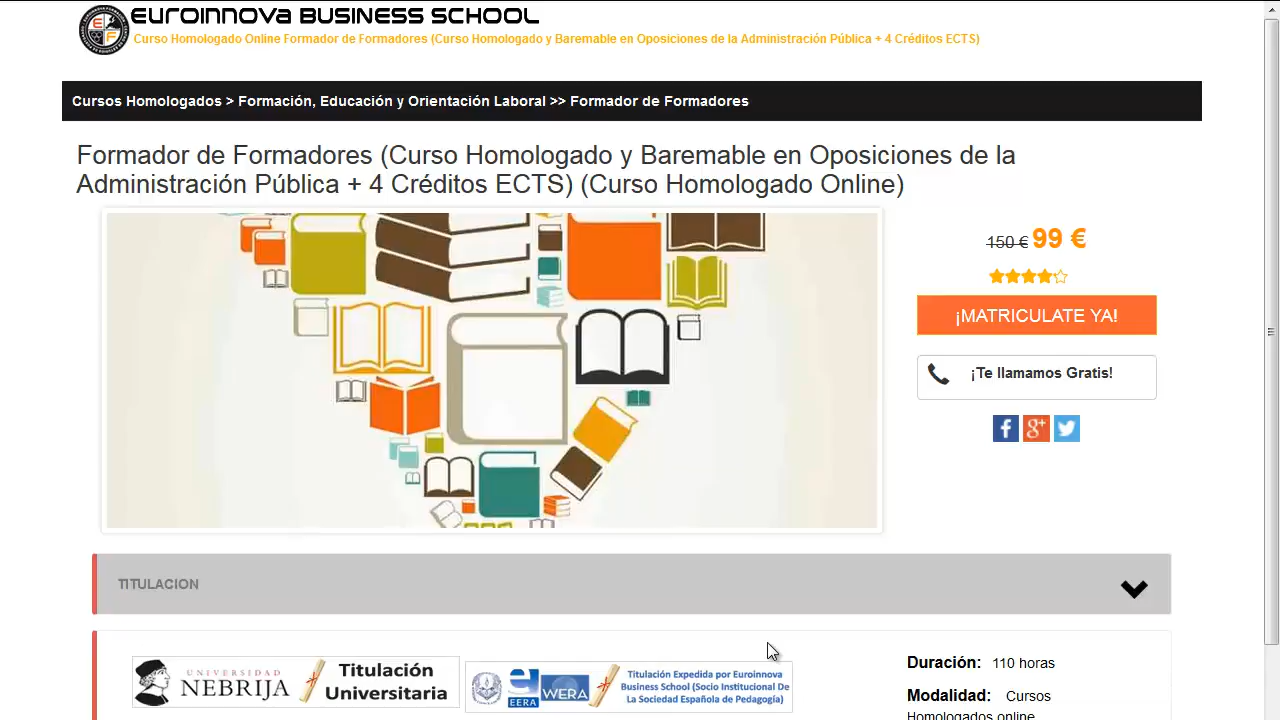 EUROINNOVA BUSINESS SCHOOL
Curso Homologado Online Formador de Formadores (Curso Homologado y Baremable en Oposiciones de la Administración Pública + 4 Créditos ECTS)
Cursos Homologados > Formación, Educación y Orientación Laboral >> Formador de Formadores
Formador de Formadores (Curso Homologado y Baremable en Oposiciones de la
Administración Pública + 4 Créditos ECTS) (Curso Homologado Online)
150 € 99 €
¡MATRICULATE YA!
¡Te llamamos Gratis!
TITULACION
UNIVERSIDAD
NEBRIJA
Titulación
Universitaria
EERA
WERA
Titulación Expedida por Euroinnova
Business School (Socio Institucional De
La Sociedad Española de Pedagogía)
Duración: 110 horas
Modalidad: Cursos
Homologados online